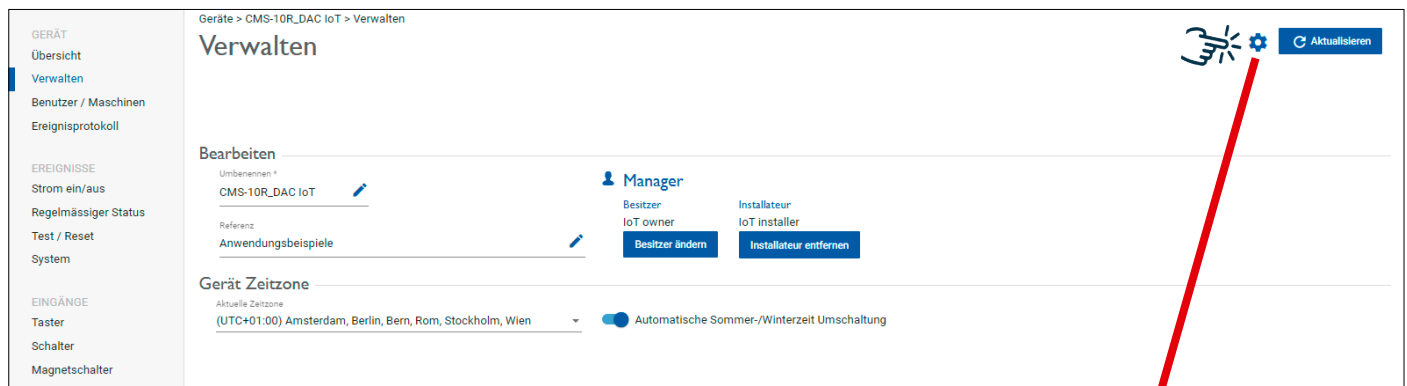 GERÄT
Übersicht
Verwalten
Benutzer / Maschinen
Ereignisprotokoll
EREIGNISSE
Strom ein/aus
Regelmässiger Status
Test / Reset
System
EINGÄNGE
Taster
Schalter
Magnetschalter
Geräte > CMS-10R_DAC IoT > Verwalten
Verwalten
Aktualisieren
Bearbeiten
Umbenennen *
CMS-10R_DAC IoT
Referenz
Anwendungsbeispiele
Manager
Besitzer Installateur
IoT owner IoT installer
Besitzer ändern Installateur entfernen
Gerät Zeitzone
Aktuelle Zeitzone
(UTC+01:00) Amsterdam, Berlin, Bern, Rom, Stockholm, Wien
Automatische Sommer-/Winterzeit Umschaltung